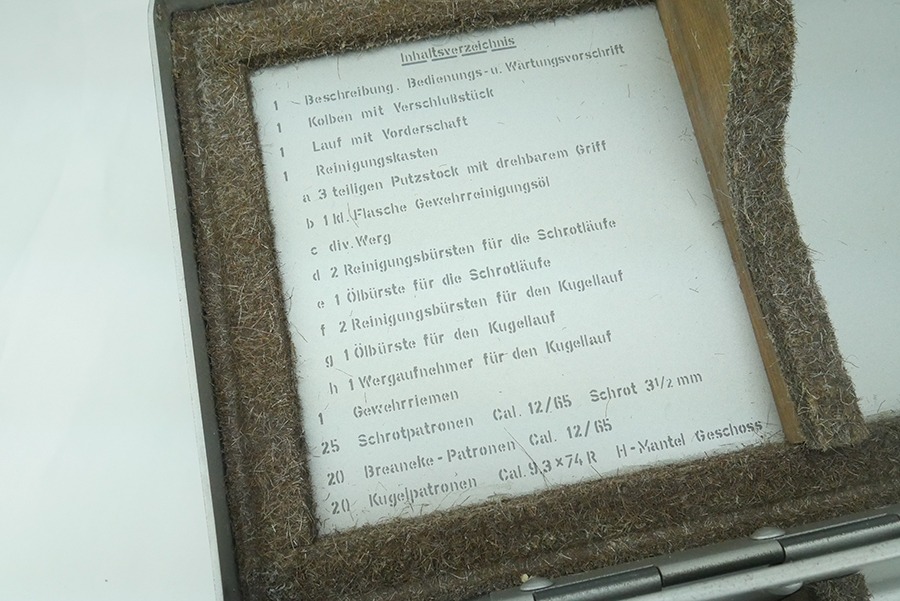 Inhaltsverzeichnis
1 Beschreibung. Bedienungs-u. Wartungsvorschrift
1 Kolben mit Verschlußstück
1 Lauf mit Vorderschaft
1 Reinigungskasten
a 3 teiligen Putzstock mit drehbarem Griff
b 1 kl. Flasche Gewehrreinigungsöl
c div. Werg
d 2 Reinigungsbürsten für die Schrotläufe
e 1 Ölbürste für die Schrotläufe
f 2 Reinigungsbürsten für den Kugellauf
g 1 Ölbürste für den Kugellauf
h 1 Wergaufnehmer für den Kugellauf
1 Gewehrriemen
25 Schrotpatronen Cal. 12/65 Schrot 3 1/2 mm
20 Breaneke-Patronen Cal. 12/65
20 Kugelpatronen Cal. 9,3 × 74 R H-Mantel Geschoss